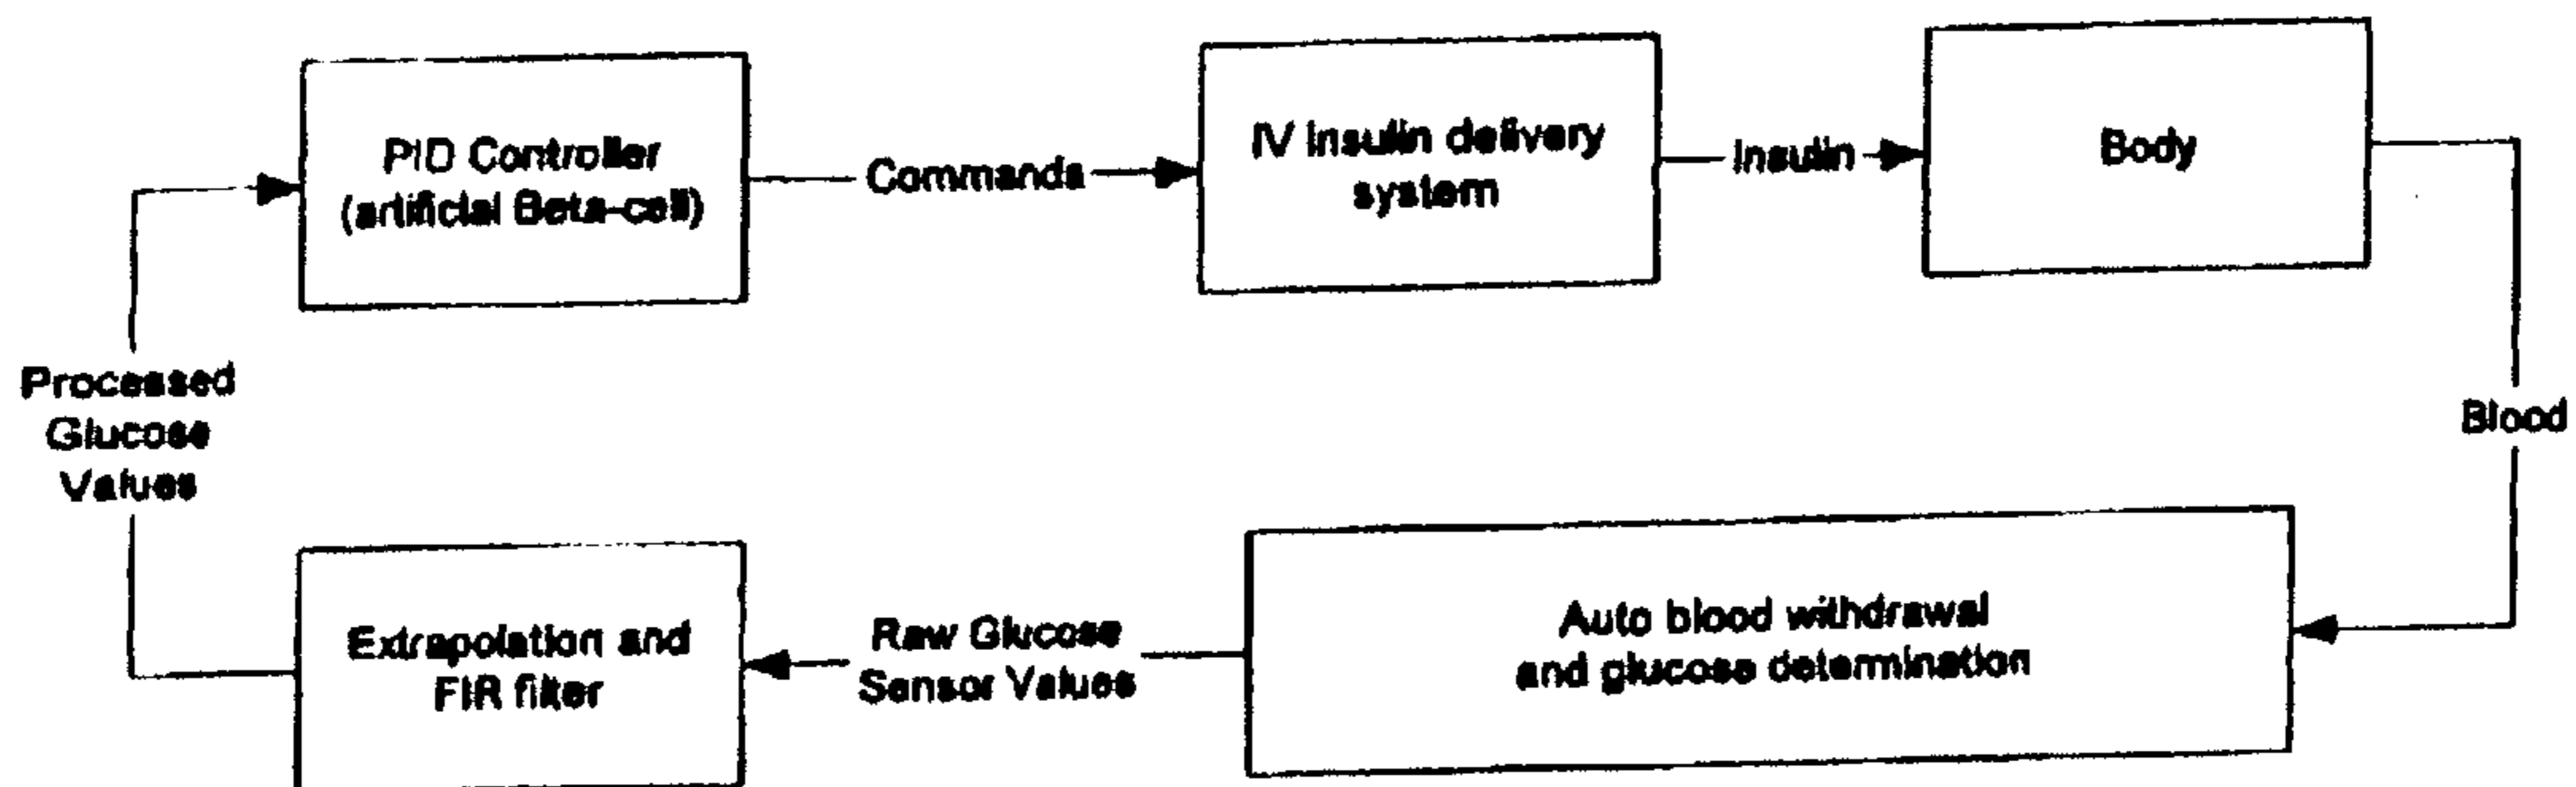 PID Controller
(artificial Beta-cell)
Commands
IV insulin delivery
system
Insulin
Body
Processed
Glucose
Values
Blood
Extrapolation and
FIR filter
Raw Glucose
Sensor Values
Auto blood withdrawal
and glucose determination